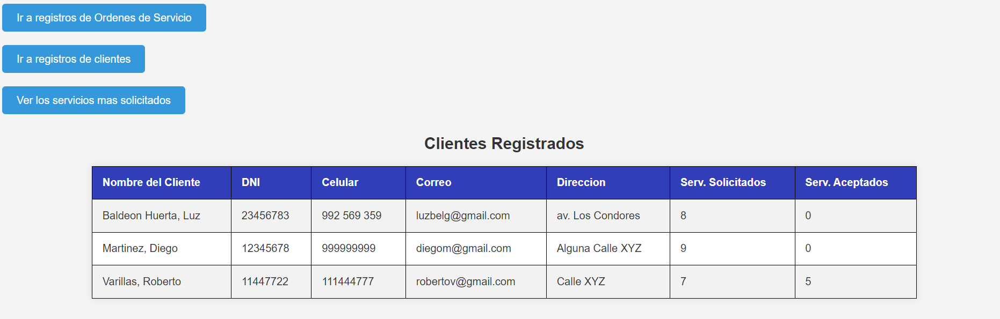 Ir a registros de Ordenes de Servicio
Ir a registros de clientes
Ver los servicios mas solicitados
Clientes Registrados
Nombre del Cliente DNI Celular Correo Direccion Serv. Solicitados Serv. Aceptados
Baldeon Huerta, Luz 23456783 992 569 359 luzbelg@gmail.com av. Los Condores 8 0
Martinez, Diego 12345678 999999999 diegom@gmail.com Alguna Calle XYZ 9 0
Varillas, Roberto 11447722 111444777 robertov@gmail.com Calle XYZ 7 5